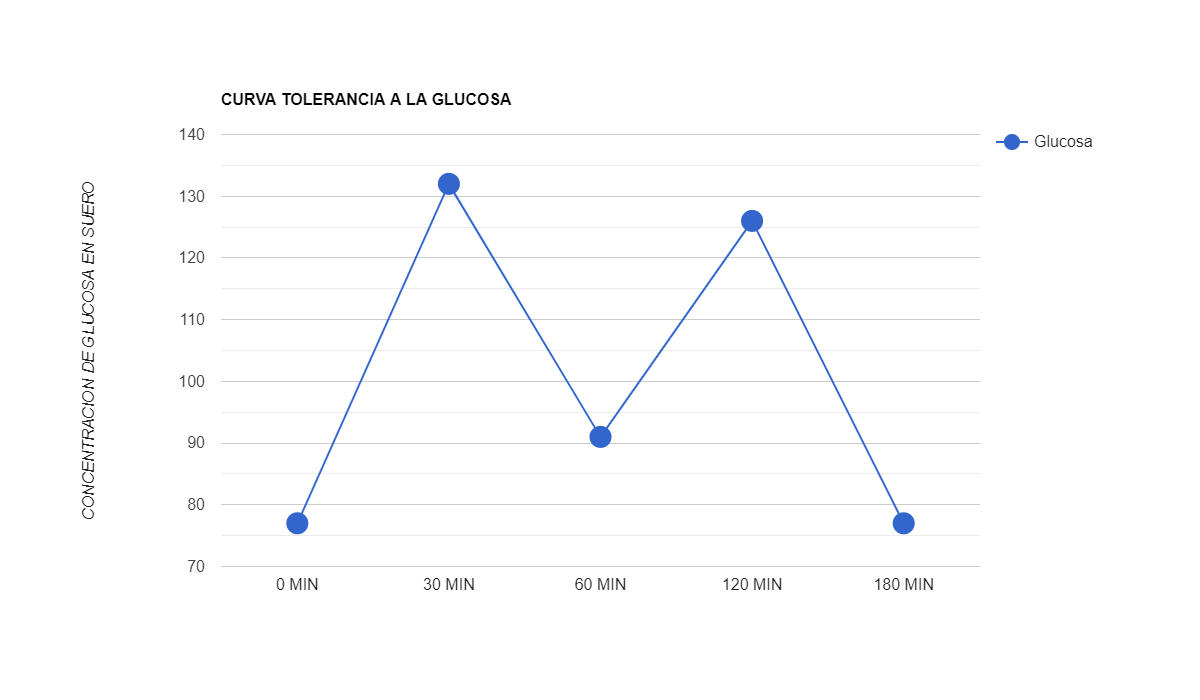 CURVA TOLERANCIA A LA GLUCOSA
Glucosa
CONCENTRACION DE GLUCOSA EN SUERO
140
130
120
110
100
90
80
70
0 MIN 30 MIN 60 MIN 120 MIN 180 MIN